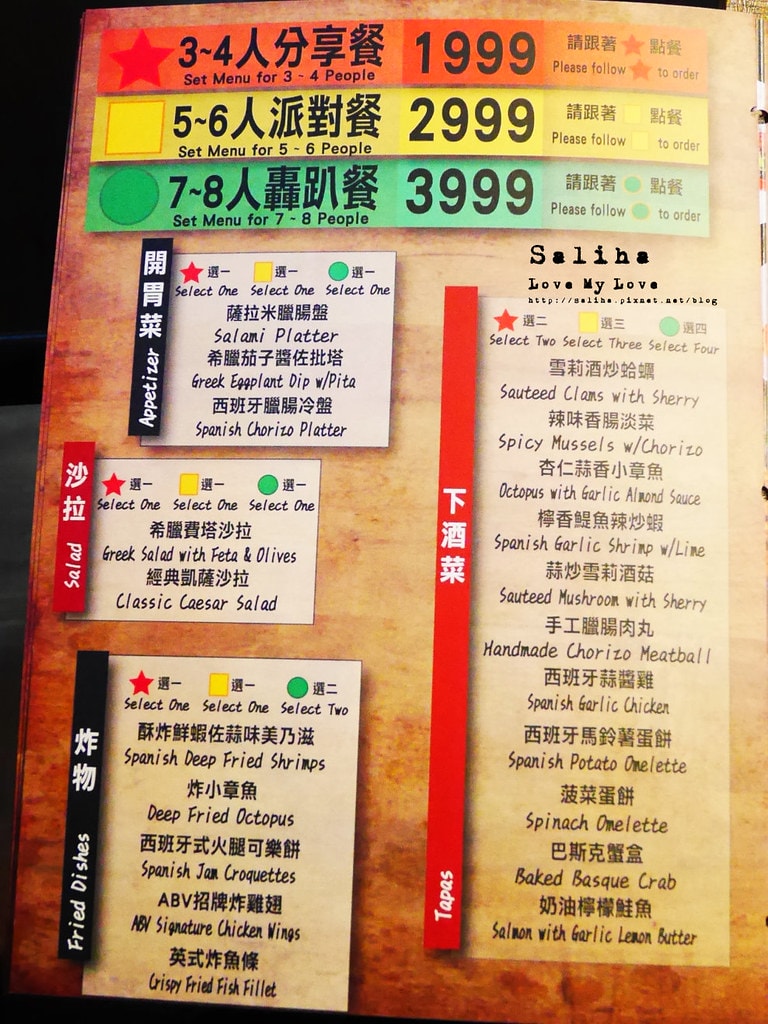 3~4人分享餐
Set Menu for 3 ~ 4 People
1999
請跟著 點餐
Please follow to order
5~6人派對餐
Set Menu for 5 ~ 6 People
2999
請跟著 點餐
Please follow to order
7~8人轟趴餐
Set Menu for 7 ~ 8 People
3999
請跟著 點餐
Please follow to order
Saliha
Love My Love
http://saliha.pixnet.net/blog
開胃菜
Appetizer
選一 選一 選一
Select One Select One Select One
薩拉米臘腸盤
Salami Platter
希臘茄子醬佐批塔
Greek Eggplant Dip w/Pita
西班牙臘腸冷盤
Spanish Chorizo Platter
沙拉
Salad
選一 選一 選一
Select One Select One Select One
希臘費塔沙拉
Greek Salad with Feta & Olives
經典凱薩沙拉
Classic Caesar Salad
炸物
Fried Dishes
選一 選一 選二
Select One Select One Select Two
酥炸鮮蝦佐蒜味美乃滋
Spanish Deep Fried Shrimps
炸小章魚
Deep Fried Octopus
西班牙式火腿可樂餅
Spanish Jam Croquettes
ABV招牌炸雞翅
ABV Signature Chicken Wings
英式炸魚條
Crispy Fried Fish Fillet
下酒菜
Tapas
選二 選三 選四
Select Two Select Three Select Four
雪莉酒炒蛤蠣
Sauteed Clams with Sherry
辣味香腸淡菜
Spicy Mussels w/Chorizo
杏仁蒜香小章魚
Octopus with Garlic Almond Sauce
檸香鯷魚辣炒蝦
Spanish Garlic Shrimp w/Lime
蒜炒雪莉酒菇
Sauteed Mushroom with Sherry
手工臘腸肉丸
Handmade Chorizo Meatball
西班牙蒜醬雞
Spanish Garlic Chicken
西班牙馬鈴薯蛋餅
Spanish Potato Omelette
菠菜蛋餅
Spinach Omelette
巴斯克蟹盒
Baked Basque Crab
奶油檸檬鮭魚
Salmon with Garlic Lemon Butter